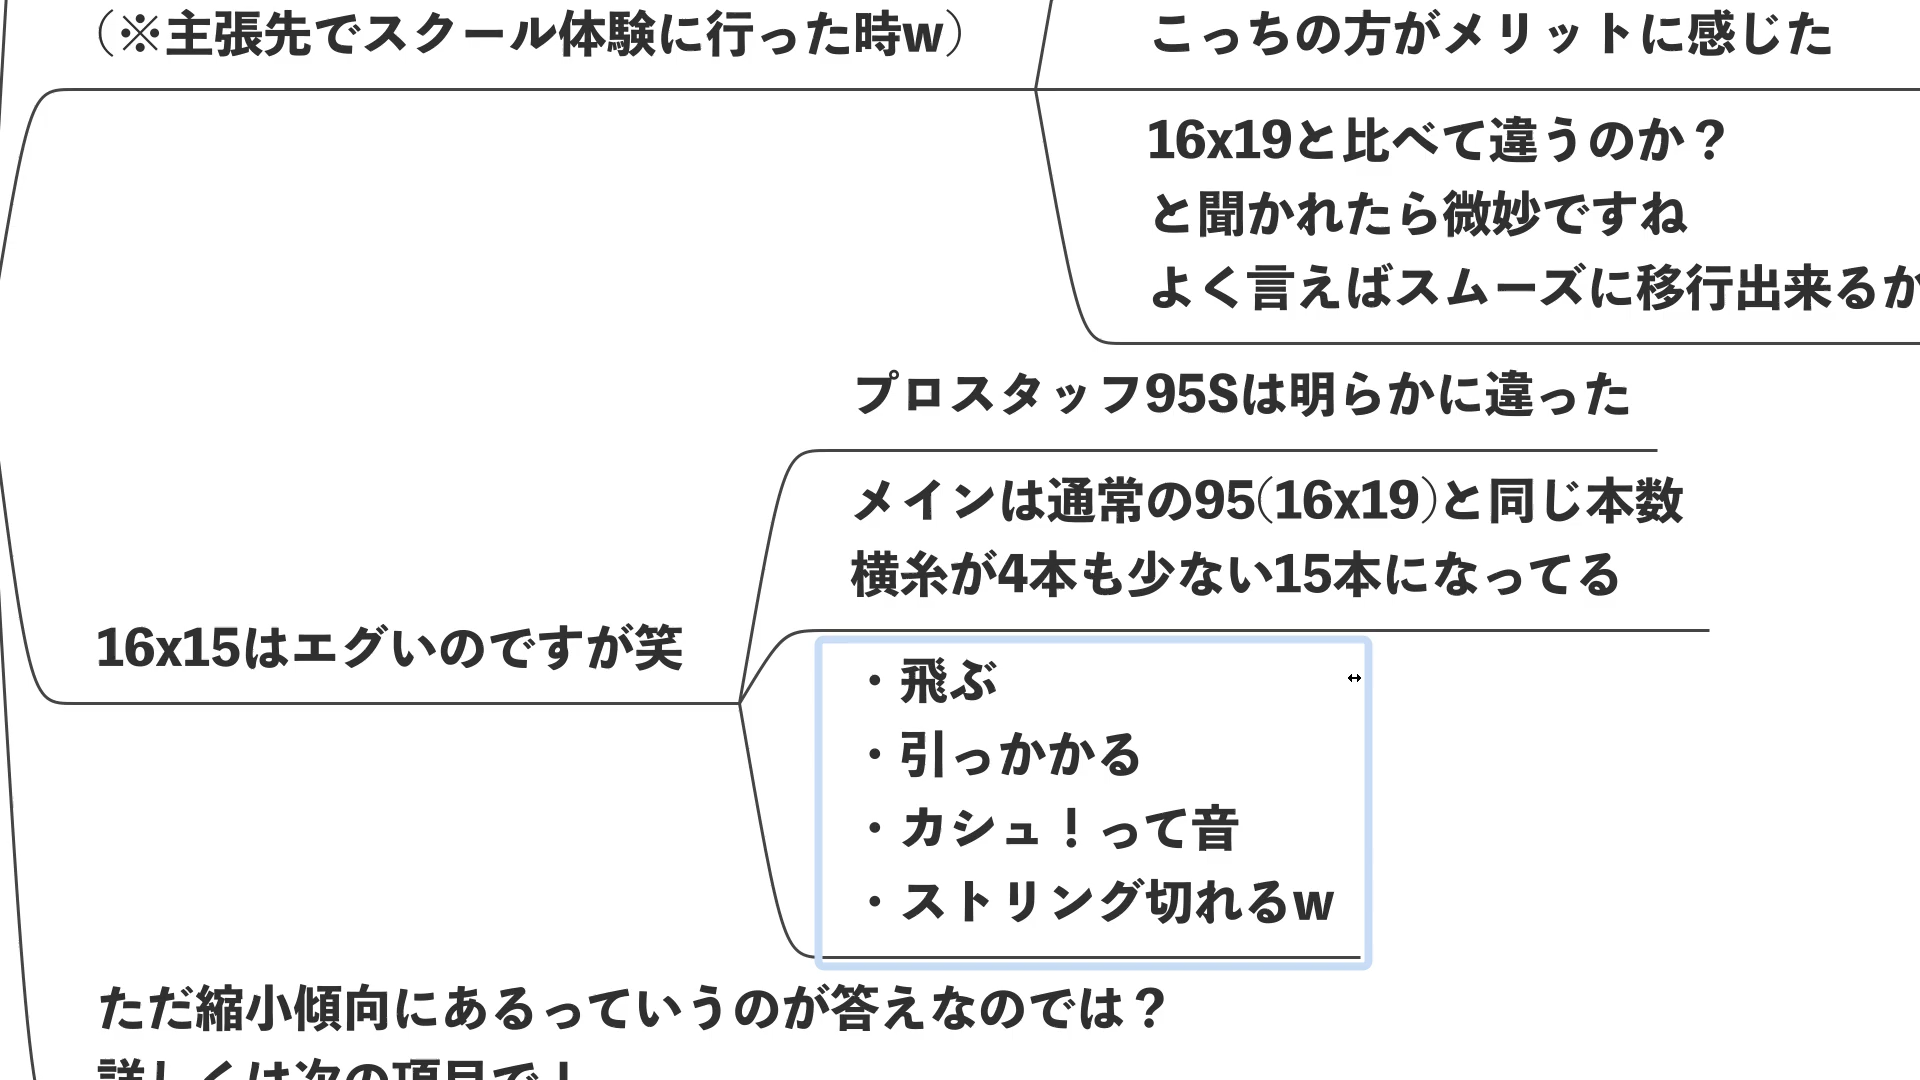 （※主張先でスクール体験に行った時w）
こっちの方がメリットに感じた
16x19と比べて違うのか？
と聞かれたら微妙ですね
よく言えばスムーズに移行出来るか
プロスタッフ95Sは明らかに違った
メインは通常の95（16x19）と同じ本数
横糸が4本も少ない15本になってる
16x15はエグいのですが笑
・飛ぶ
・引っかかる
・カシュ！って音
・ストリング切れるw
ただ縮小傾向にあるっていうのが答えなのでは？
詳しくは次の項目で！